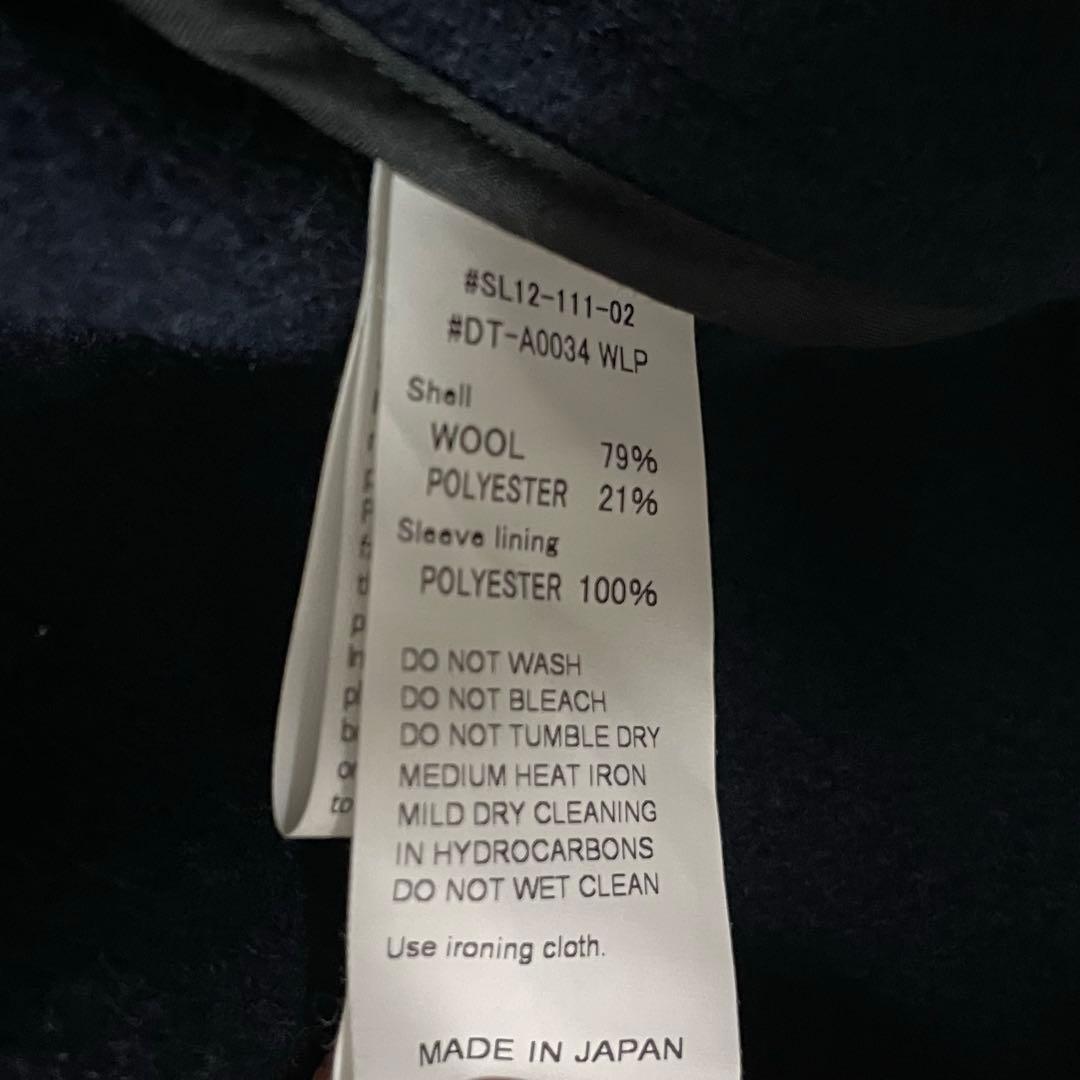 #SL12-111-02
#DT-A0034 WLP
Shell
WOOL 79%
POLYESTER 21%
Sleeve lining
POLYESTER 100%
DO NOT WASH
DO NOT BLEACH
DO NOT TUMBLE DRY
MEDIUM HEAT IRON
MILD DRY CLEANING
IN HYDROCARBONS
DO NOT WET CLEAN
Use ironing cloth.
MADE IN JAPAN
to